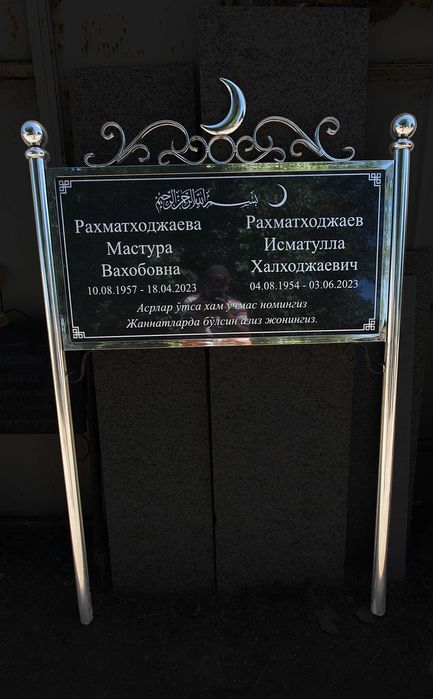 بسم الله الرحمن الرحيم
Рахматходжаева
Мастура
Вахобовна
10.08.1957 - 18.04.2023
Рахматходжаев
Исматулла
Халходжаевич
04.08.1954 - 03.06.2023
Асрлар ўтса хам ўчмас номингиз
Жаннатларда бўлсин азиз жонингиз.